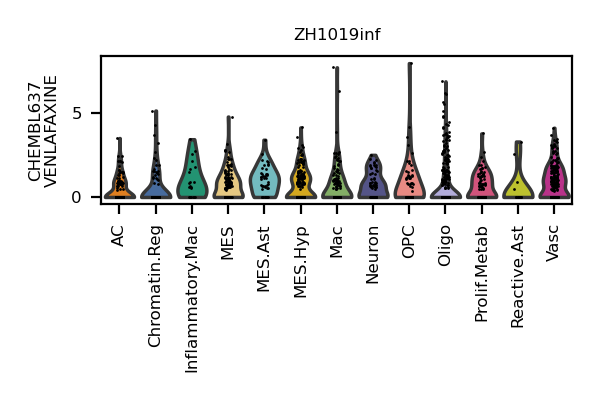 ZH1019inf
CHEMBL637
VENLAFAXINE
5
0
AC
Chromatin.Reg
Inflammatory.Mac
MES
MES.Ast
MES.Hyp
Mac
Neuron
OPC
Oligo
Prolif.Metab
Reactive.Ast
Vasc